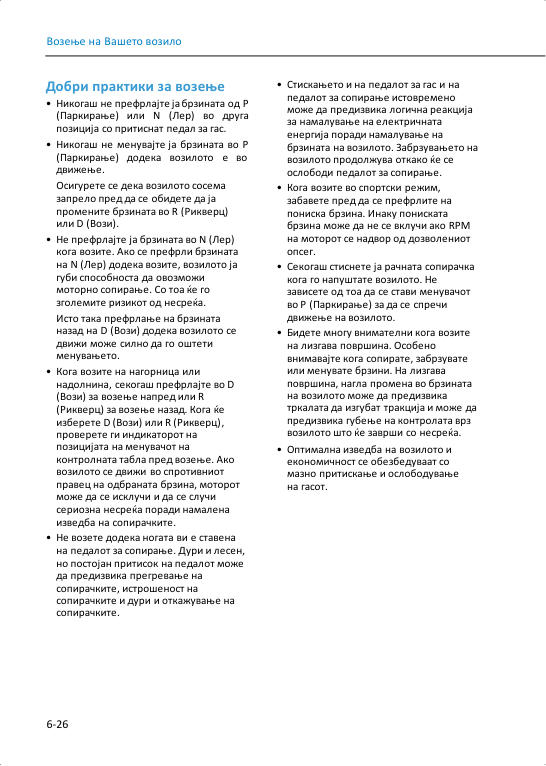 Возење на Вашето возило
Добри практики за возење
• Никогаш не префрлајте ја брзината од P
(Паркирање) или N (Лер) во друга
позиција со притиснат педал за гас.
• Никогаш не менувајте ја брзината во P
(Паркирање) додека возилото е во
движење.
Осигурете се дека возилото сосема
запрело пред да се обидете да ја
промените брзината во R (Рикверц)
или D (Вози).
• Не префрлајте ја брзината во N (Лер)
кога возите. Ако се префрли брзината
на N (Лер) додека возите, возилото ја
губи способноста да овозможи
моторно сопирање. Со тоа ќе го
зголемите ризикот од несреќа.
Исто така префрлање на брзината
назад на D (Вози) додека возилото се
движи може силно да го оштети
менувањето.
• Кога возите на нагорница или
надолнина, секогаш префрлајте во D
(Вози) за возење напред или R
(Рикверц) за возење назад. Кога ќе
изберете D (Вози) или R (Рикверц),
проверете ги индикаторот на
позицијата на менувачот на
контролната табла пред возење. Ако
возилото се движи во спротивниот
правец на одбраната брзина, моторот
може да се исклучи и да се случи
сериозна несреќа поради намалена
изведба на сопирачките.
• Не возете додека ногата ви е ставена
на педалот за сопирање. Дури и лесен,
но постојан притисок на педалот може
да предизвика прегревање на
сопирачките, истрошеност на
сопирачките и дури и откажување на
сопирачките.
• Стискањето и на педалот за гас и на
педалот за сопирање истовремено
може да предизвика логична реакција
за намалување на електричната
енергија поради намалување на
брзината на возилото. Забрзувањето на
возилото продолжува откако ќе се
ослободи педалот за сопирање.
• Кога возите во спортски режим,
забавете пред да се префрлите на
пониска брзина. Инаку пониската
брзина може да не се вклучи ако RPM
на моторот се надвор од дозволениот
опсег.
• Секогаш стиснете ја рачната сопирачка
кога го напуштате возилото. Не
зависете од тоа да се стави менувачот
во P (Паркирање) за да се спречи
движење на возилото.
• Бидете многу внимателни кога возите
на лизгава површина. Особено
внимавајте кога сопирате, забрзувате
или менувате брзини. На лизгава
површина, нагла промена во брзината
на возилото може да предизвика
тркалата да изгубат тракција и може да
предизвика губење на контролата врз
возилото што ќе заврши со несреќа.
• Оптимална изведба на возилото и
економичност се обезбедуваат со
мазно притискање и ослободување
на гасот.
6-26